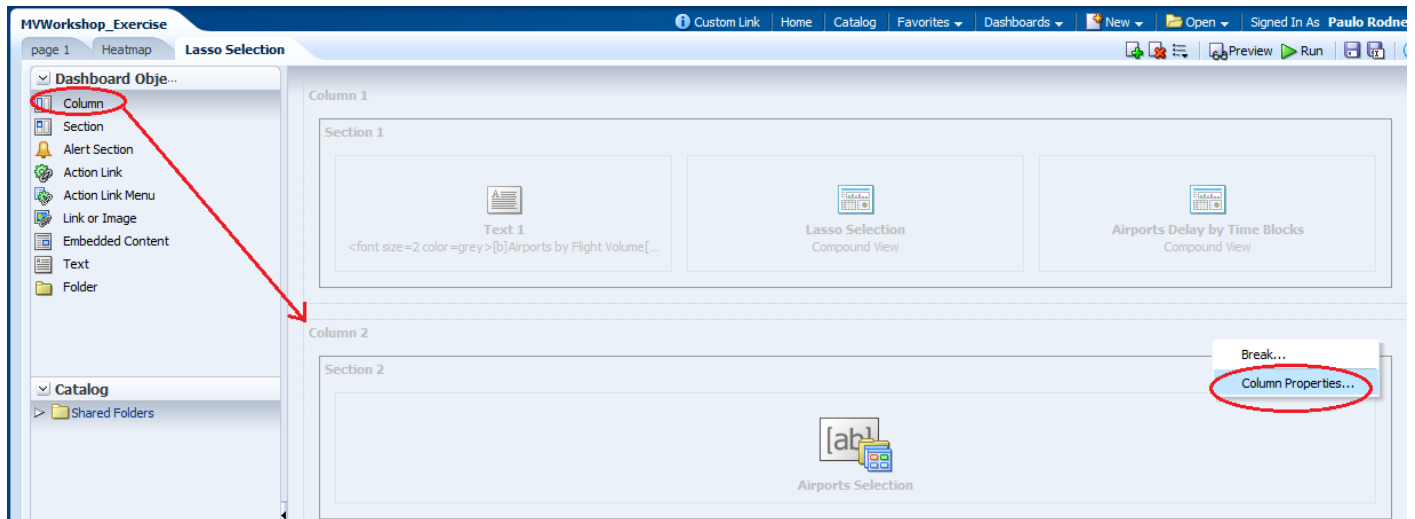 MVWorkshop_Exercise
Custom Link Home Catalog Favorites Dashboards New Open Signed In As Paulo Rodne
page 1 Heatmap Lasso Selection
Preview Run
Dashboard Obje...
Column
Section
Alert Section
Action Link
Action Link Menu
Link or Image
Embedded Content
Text
Folder
Catalog
Shared Folders
Column 1
Section 1
Text 1
<font size=2 color=grey>[b]Airports by Flight Volume[...
Lasso Selection
Compound View
Airports Delay by Time Blocks
Compound View
Column 2
Break...
Column Properties...
Section 2
[ab]
Airports Selection